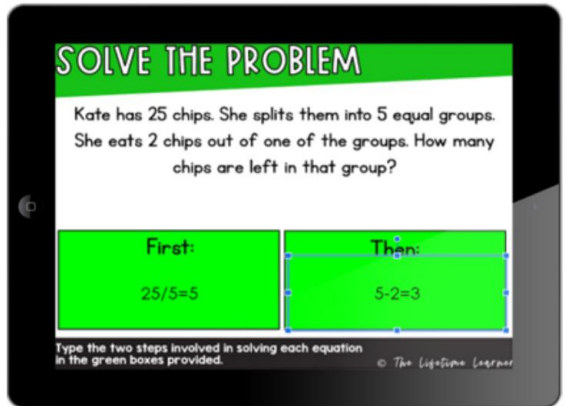 SOLVE THE PROBLEM
Kate has 25 chips. She splits them into 5 equal groups.
She eats 2 chips out of one of the groups. How many
chips are left in that group?
First:
25/5=5
Then:
5-2=3
Type the two steps involved in solving each equation
in the green boxes provided.
© The Lifetime Learner